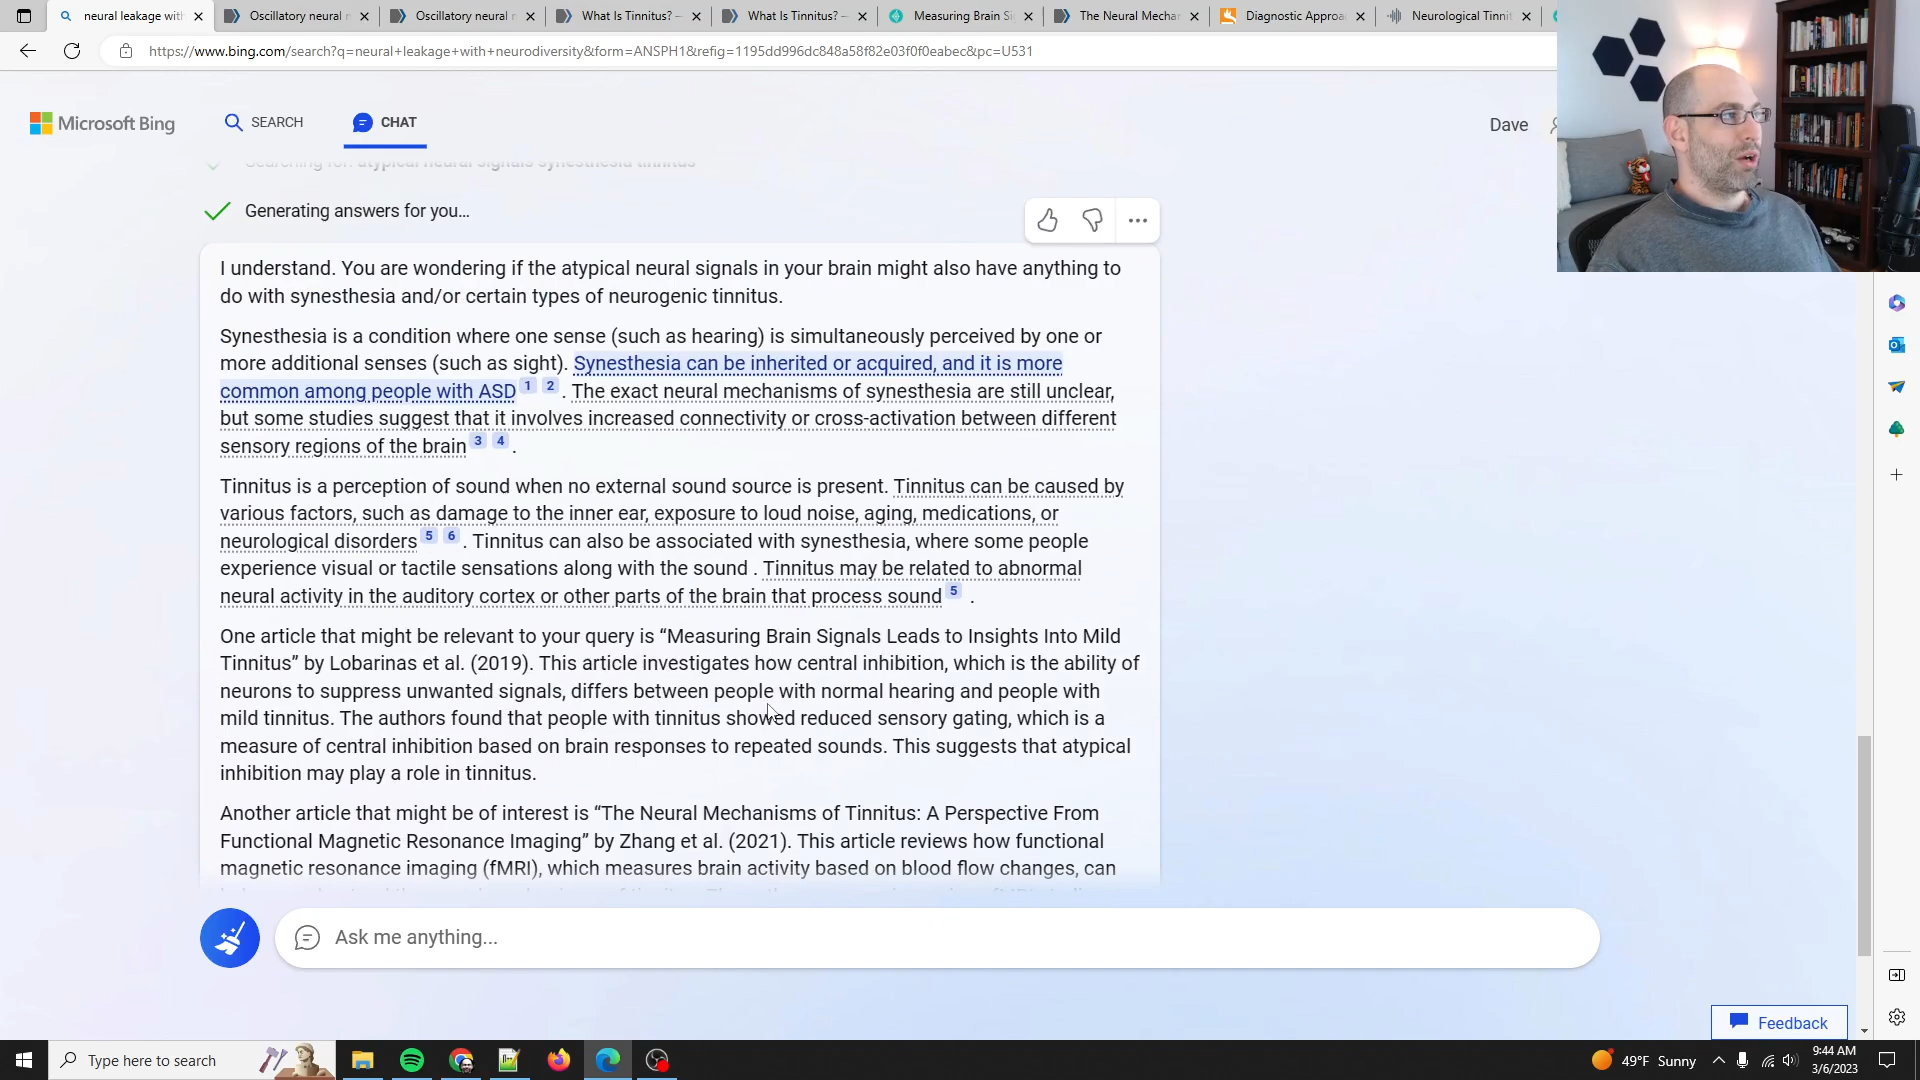 neural leakage with
Oscillatory neural r
Oscillatory neural r
What Is Tinnitus? –
What Is Tinnitus? –
Measuring Brain Si
The Neural Mechar
Diagnostic Approa
Neurological Tinnit
https://www.bing.com/search?q=neural+leakage+with+neurodiversity&form=ANSPH1&refig=1195dd996dc848a58f82e03f0f0eabec&pc=U531
Microsoft Bing
SEARCH
CHAT
Dave
Searching for: atypical neural signals synesthesia tinnitus
Generating answers for you...
I understand. You are wondering if the atypical neural signals in your brain might also have anything to
do with synesthesia and/or certain types of neurogenic tinnitus.
Synesthesia is a condition where one sense (such as hearing) is simultaneously perceived by one or
more additional senses (such as sight). Synesthesia can be inherited or acquired, and it is more
common among people with ASD 1 2 . The exact neural mechanisms of synesthesia are still unclear,
but some studies suggest that it involves increased connectivity or cross-activation between different
sensory regions of the brain 3 4 .
Tinnitus is a perception of sound when no external sound source is present. Tinnitus can be caused by
various factors, such as damage to the inner ear, exposure to loud noise, aging, medications, or
neurological disorders 5 6 . Tinnitus can also be associated with synesthesia, where some people
experience visual or tactile sensations along with the sound . Tinnitus may be related to abnormal
neural activity in the auditory cortex or other parts of the brain that process sound 5 .
One article that might be relevant to your query is “Measuring Brain Signals Leads to Insights Into Mild
Tinnitus” by Lobarinas et al. (2019). This article investigates how central inhibition, which is the ability of
neurons to suppress unwanted signals, differs between people with normal hearing and people with
mild tinnitus. The authors found that people with tinnitus showed reduced sensory gating, which is a
measure of central inhibition based on brain responses to repeated sounds. This suggests that atypical
inhibition may play a role in tinnitus.
Another article that might be of interest is “The Neural Mechanisms of Tinnitus: A Perspective From
Functional Magnetic Resonance Imaging” by Zhang et al. (2021). This article reviews how functional
magnetic resonance imaging (fMRI), which measures brain activity based on blood flow changes, can
Ask me anything...
Feedback
Type here to search
49°F Sunny
9:44 AM
3/6/2023